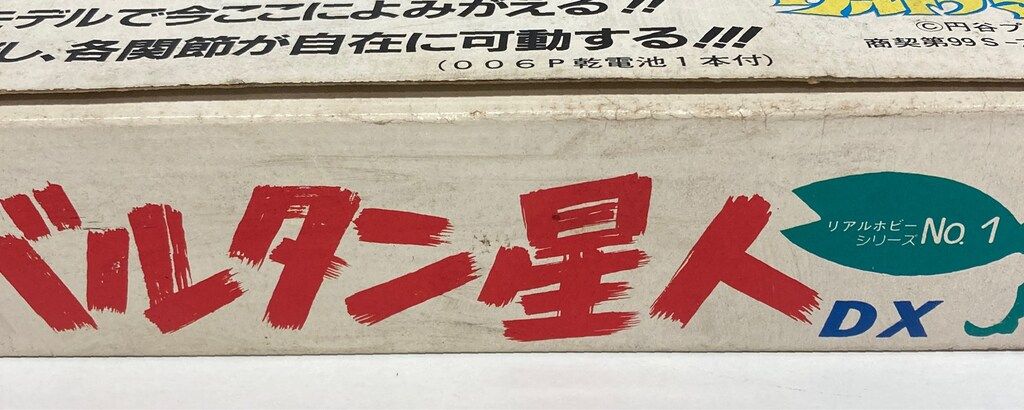 モデルで今ここによみがえる!!
し、各関節が自在に可動する!!!
(006P乾電池1本付)
©円谷プ
商契第99S-
バルタン星人
リアルホビー
シリーズ No. 1
DX